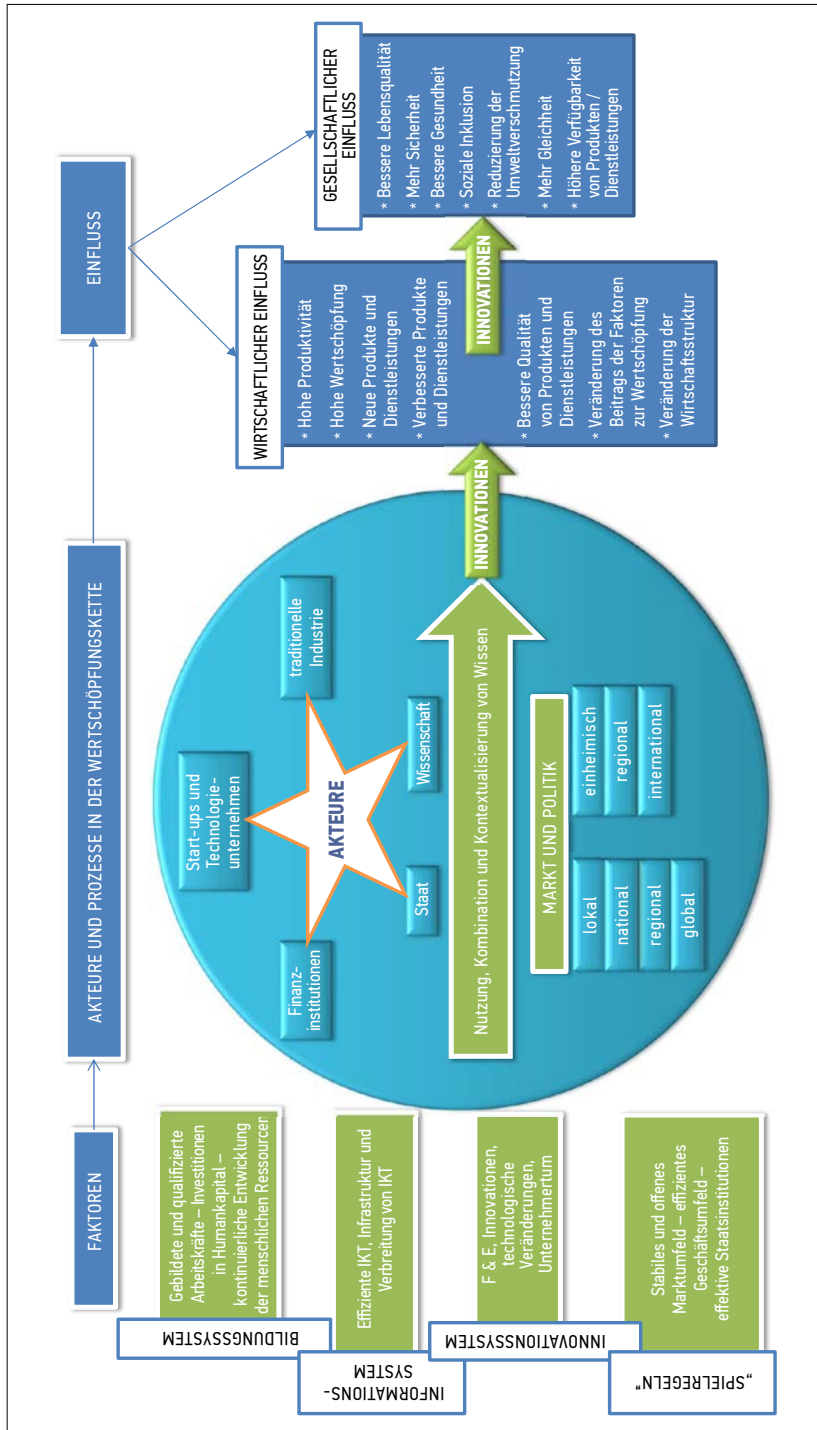 FAKTOREN
AKTEURE UND PROZESSE IN DER WERTSCHÖPFUNGSKETTE
EINFLUSS
BILDUNGSSYSTEM
Gebildete und qualifizierte
Arbeitskräfte – Investitionen
in Humankapital –
kontinuierliche Entwicklung
der menschlichen Ressourcen
INFORMATIONS-
SYSTEM
Effiziente IKT, Infrastruktur und
Verbreitung von IKT
INNOVATIONSSYSTEM
F & E, Innovationen,
technologische
Veränderungen,
Unternehmertum
„SPIELREGELN“
Stabiles und offenes
Marktumfeld – effizientes
Geschäftsumfeld –
effektive Staatsinstitutionen
Start-ups und
Technologie-
unternehmen
Finanz-
institutionen
traditionelle
Industrie
AKTEURE
Staat
Wissenschaft
Nutzung, Kombination und Kontextualisierung von Wissen
MARKT UND POLITIK
lokal
national
regional
global
einheimisch
regional
international
INNOVATIONEN
WIRTSCHAFTLICHER EINFLUSS
* Hohe Produktivität
* Hohe Wertschöpfung
* Neue Produkte und
Dienstleistungen
* Verbesserte Produkte
und Dienstleistungen
INNOVATIONEN
* Bessere Qualität
von Produkten und
Dienstleistungen
* Veränderung des
Beitrags der Faktoren
zur Wertschöpfung
* Veränderung der
Wirtschaftsstruktur
GESELLSCHAFTLICHER
EINFLUSS
* Bessere Lebensqualität
* Mehr Sicherheit
* Bessere Gesundheit
* Soziale Inklusion
* Reduzierung der
Umweltverschmutzung
* Mehr Gleichheit
* Höhere Verfügbarkeit
von Produkten /
Dienstleistungen